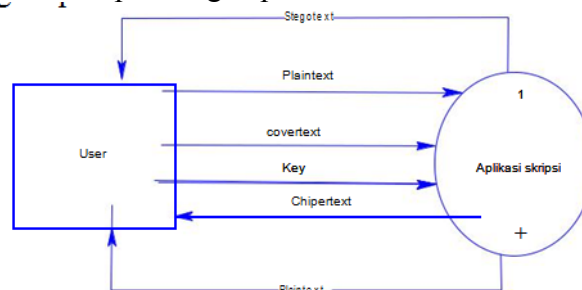 Stegotext
Plaintext
1
covertext
User
Aplikasi skripsi
Key
Chipertext
+
Plaintext